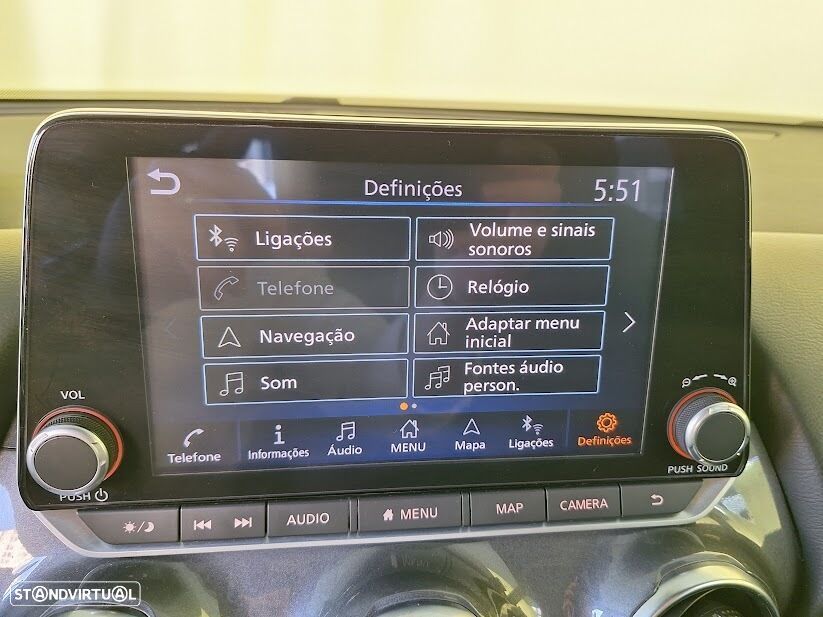 Definições
5:51
Ligações
Volume e sinais
sonoros
Telefone
Relógio
Navegação
Adaptar menu
inicial
Som
Fontes áudio
person.
Telefone
Informações
Áudio
MENU
Mapa
Ligações
Definições
VOL
PUSH
PUSH SOUND
AUDIO
MENU
MAP
CAMERA
STANDVIRTUAL